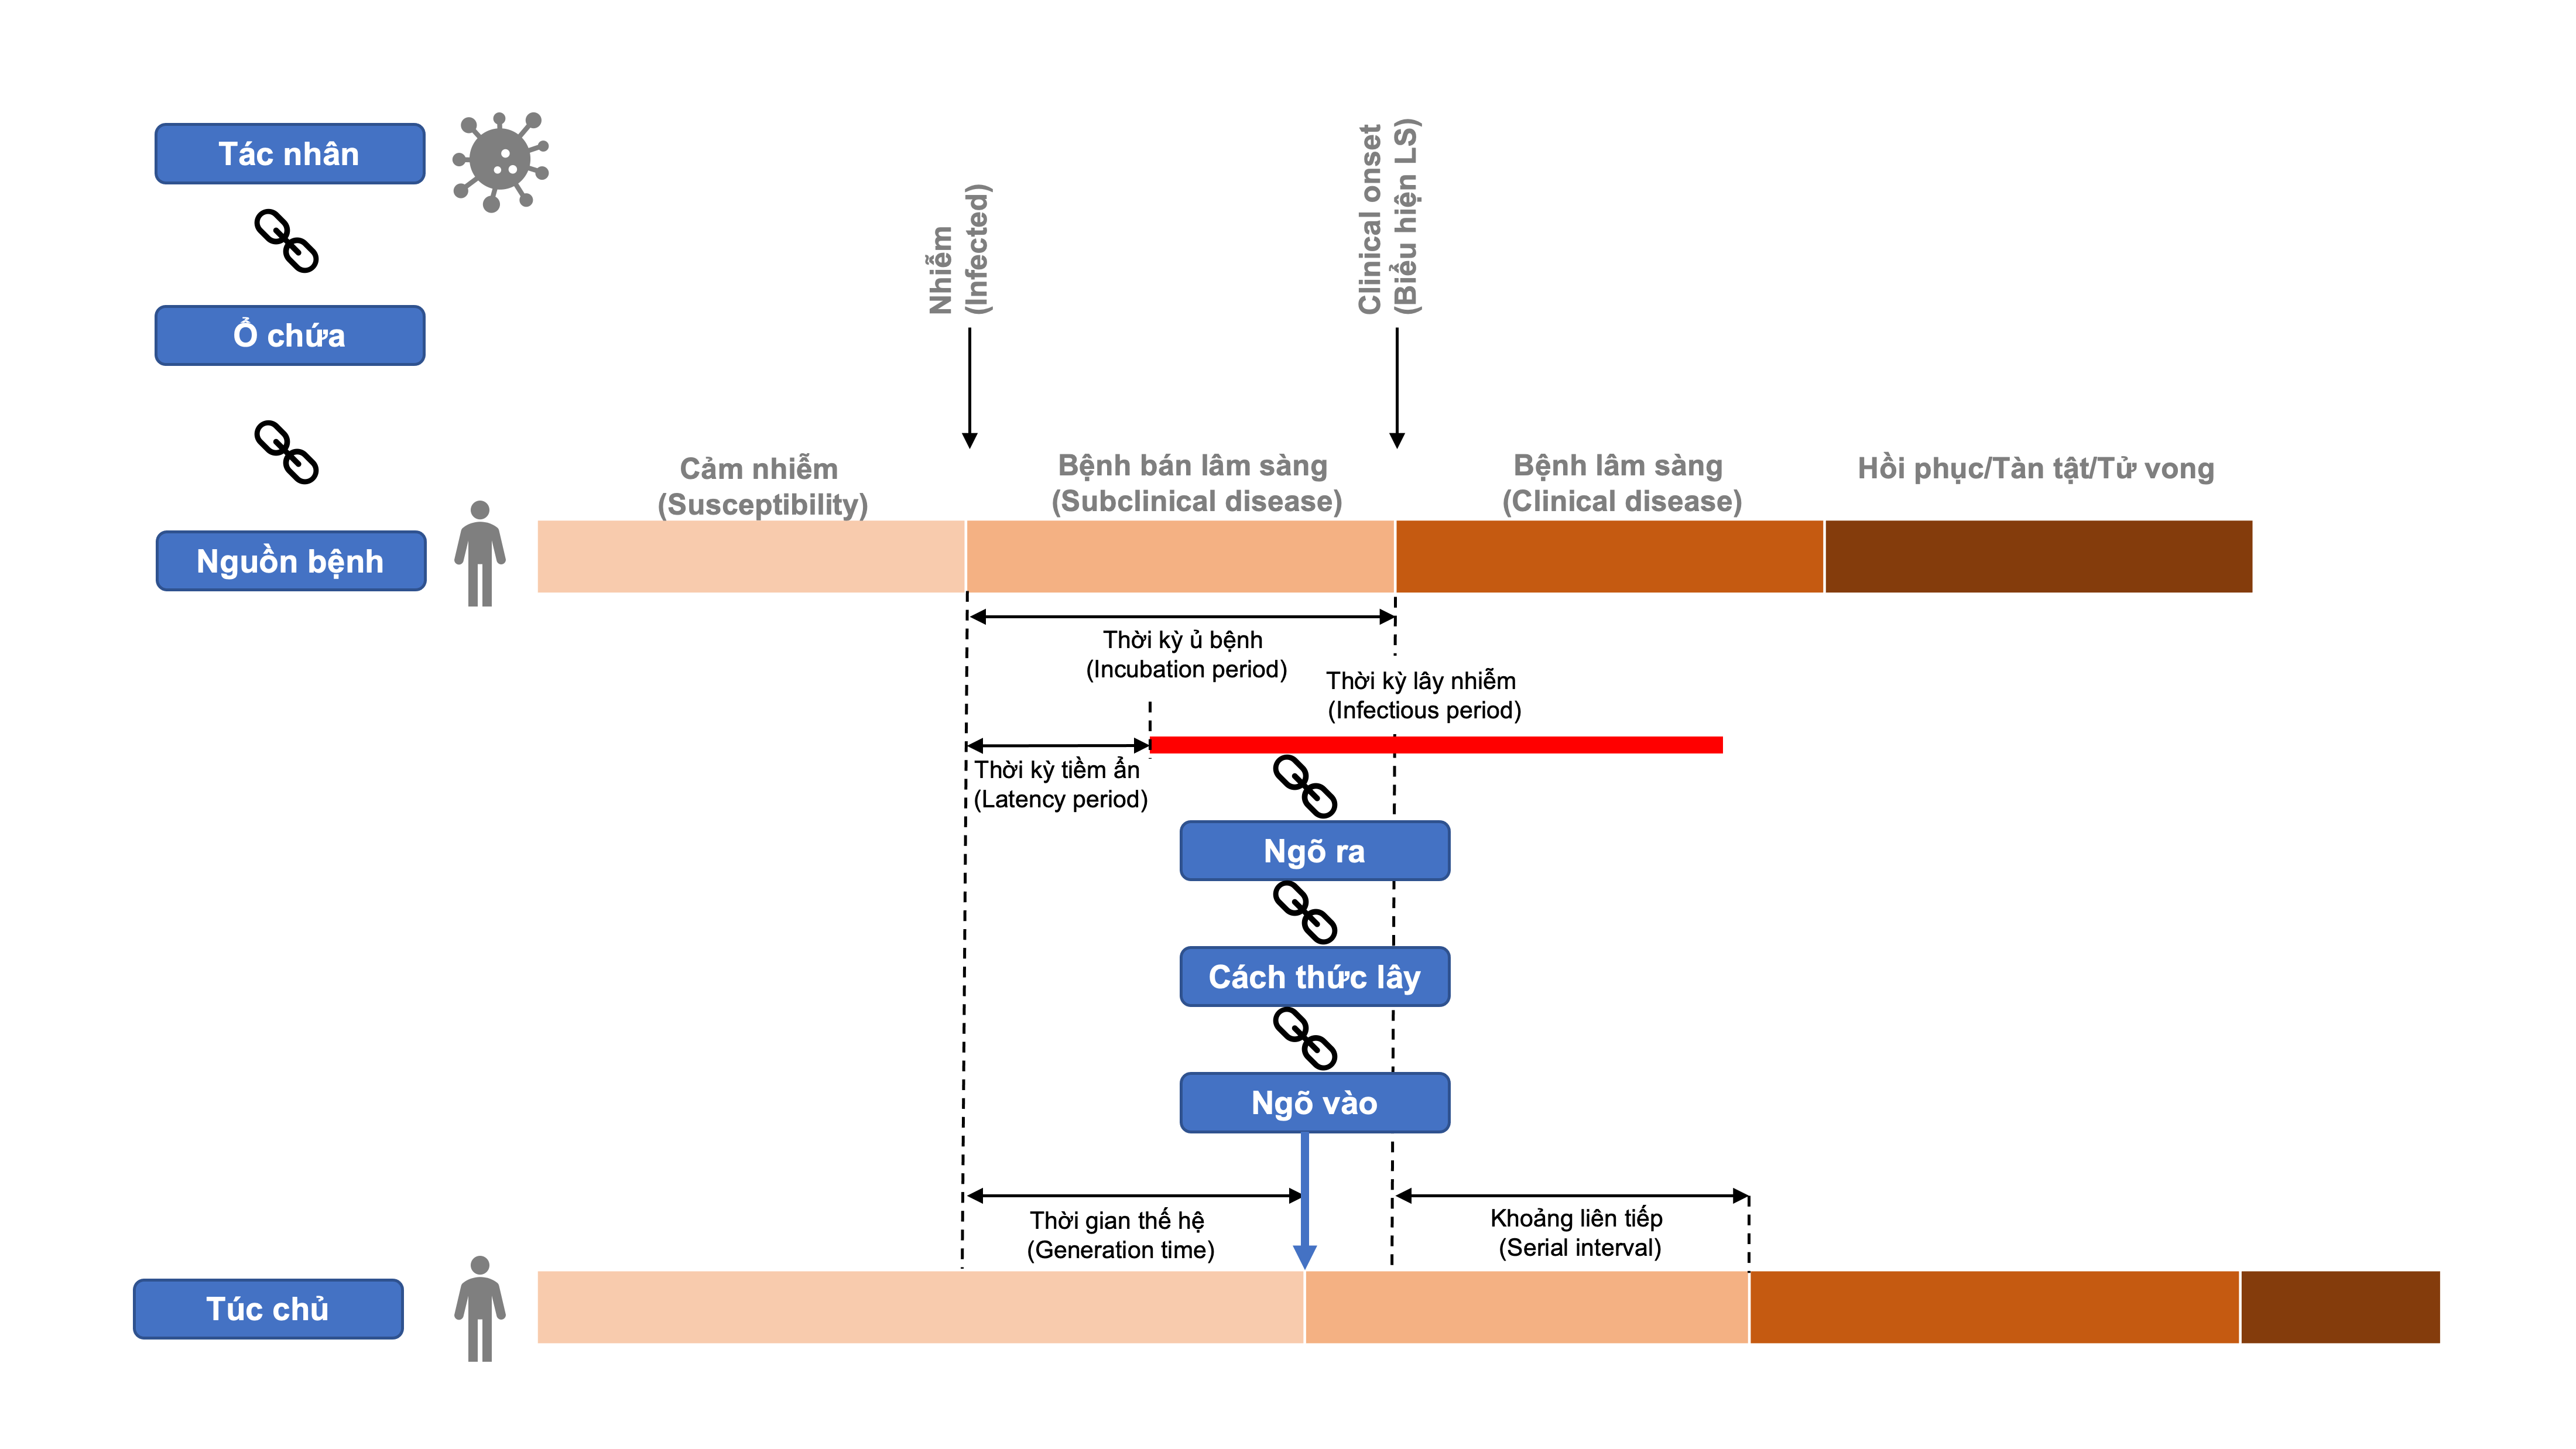 Tác nhân
Nhiễm
(Infected)
Clinical onset
(Biểu hiện LS)
Ổ chứa
Cảm nhiễm
(Susceptibility)
Bệnh bán lâm sàng
(Subclinical disease)
Bệnh lâm sàng
(Clinical disease)
Hồi phục/Tàn tật/Tử vong
Nguồn bệnh
Thời kỳ ủ bệnh
(Incubation period)
Thời kỳ lây nhiễm
(Infectious period)
Thời kỳ tiềm ẩn
(Latency period)
Ngõ ra
Cách thức lây
Ngõ vào
Thời gian thế hệ
(Generation time)
Khoảng liên tiếp
(Serial interval)
Túc chủ